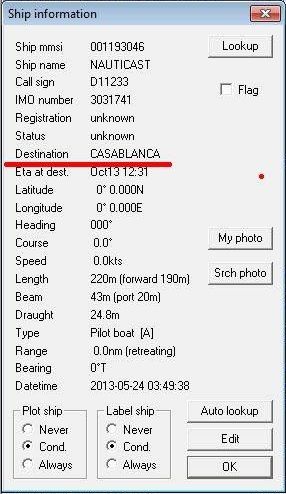 Ship information
Ship mmsi 001193046 Lookup
Ship name NAUTICAST
Call sign D11233 Flag
IMO number 3031741
Registration unknown
Status unknown
Destination CASABLANCA
Eta at dest. Oct13 12:31
Latitude 0° 0.000N
Longitude 0° 0.000E
Heading 000°
Course 0.0° My photo
Speed 0.0kts
Length 220m (forward 190m) Srch photo
Beam 43m (port 20m)
Draught 24.8m
Type Pilot boat [A]
Range 0.0nm (retreating)
Bearing 0°T
Datetime 2013-05-24 03:49:38
Plot ship Label ship Auto lookup
Never Never
Cond. Cond. Edit
Always Always OK